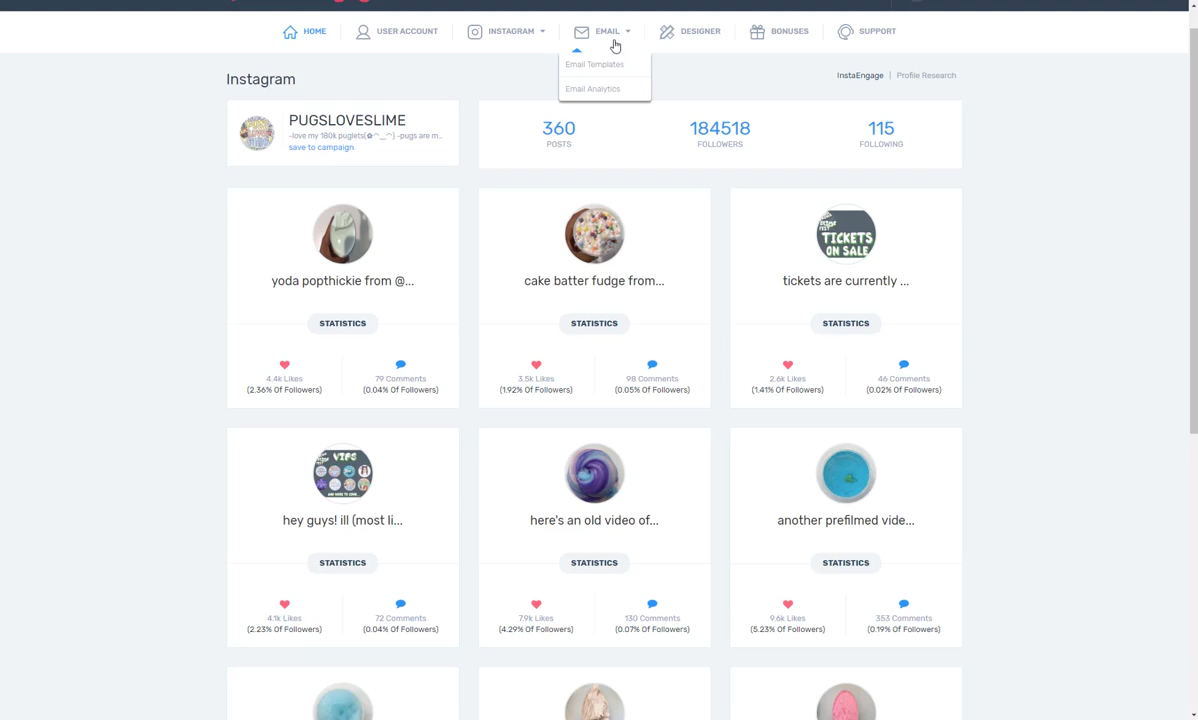 HOME USER ACCOUNT INSTAGRAM EMAIL DESIGNER BONUSES SUPPORT
Email Templates
Email Analytics
Instagram
InstaEngage | Profile Research
PUGSLOVESLIME
-love my 180k puglets(✿◠‿◠) -pugs are m..
save to campaign
360
POSTS
184518
FOLLOWERS
115
FOLLOWING
TICKETS
ON SALE
yoda popthickie from @...
cake batter fudge from...
tickets are currently ...
STATISTICS STATISTICS STATISTICS
4.4k Likes 79 Comments 3.5k Likes 98 Comments 2.6k Likes 46 Comments
(2.36% Of Followers) (0.04% Of Followers) (1.92% Of Followers) (0.05% Of Followers) (1.41% Of Followers) (0.02% Of Followers)
VIPS
hey guys! ill (most li...
here's an old video of...
another prefilmed vide...
STATISTICS STATISTICS STATISTICS
4.1k Likes 72 Comments 7.9k Likes 130 Comments 9.6k Likes 353 Comments
(2.23% Of Followers) (0.04% Of Followers) (4.29% Of Followers) (0.07% Of Followers) (5.23% Of Followers) (0.19% Of Followers)